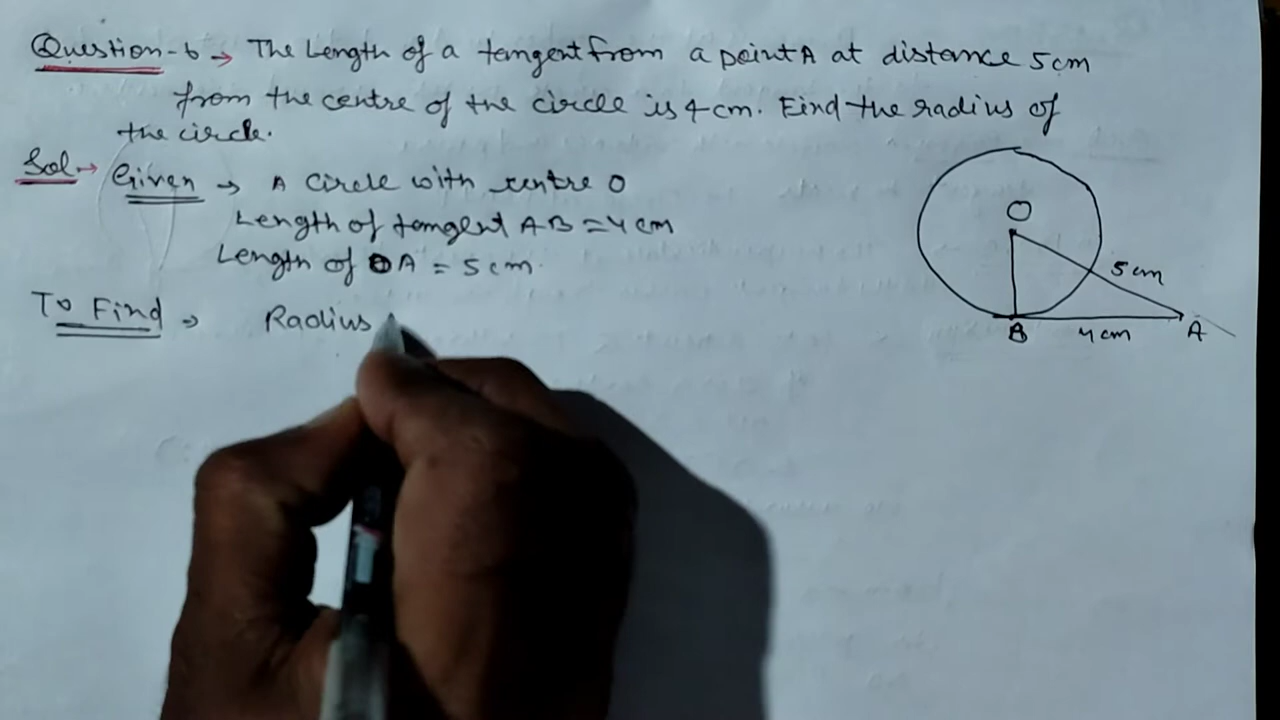 Question-6 → The Length of a tangent from a point A at distance 5cm
from the centre of the circle is 4cm. Find the radius of
the circle.
Sol → Given → A Circle with centre O
Length of tangent AB = 4cm
Length of OA = 5cm.
To Find → Radius
O
5cm
B 4cm A